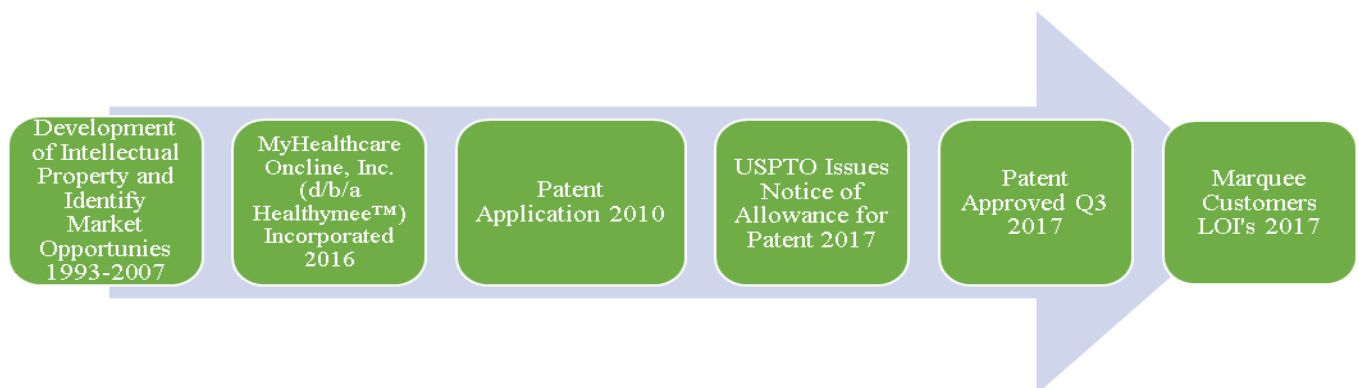 Development
of Intellectual
Property and
Identify
Market
Opportunies
1993-2007
MyHealthcare
Oncline, Inc.
(d/b/a
Healthymee™)
Incorporated
2016
Patent
Application 2010
USPTO Issues
Notice of
Allowance for
Patent 2017
Patent
Approved Q3
2017
Marquee
Customers
LOI's 2017